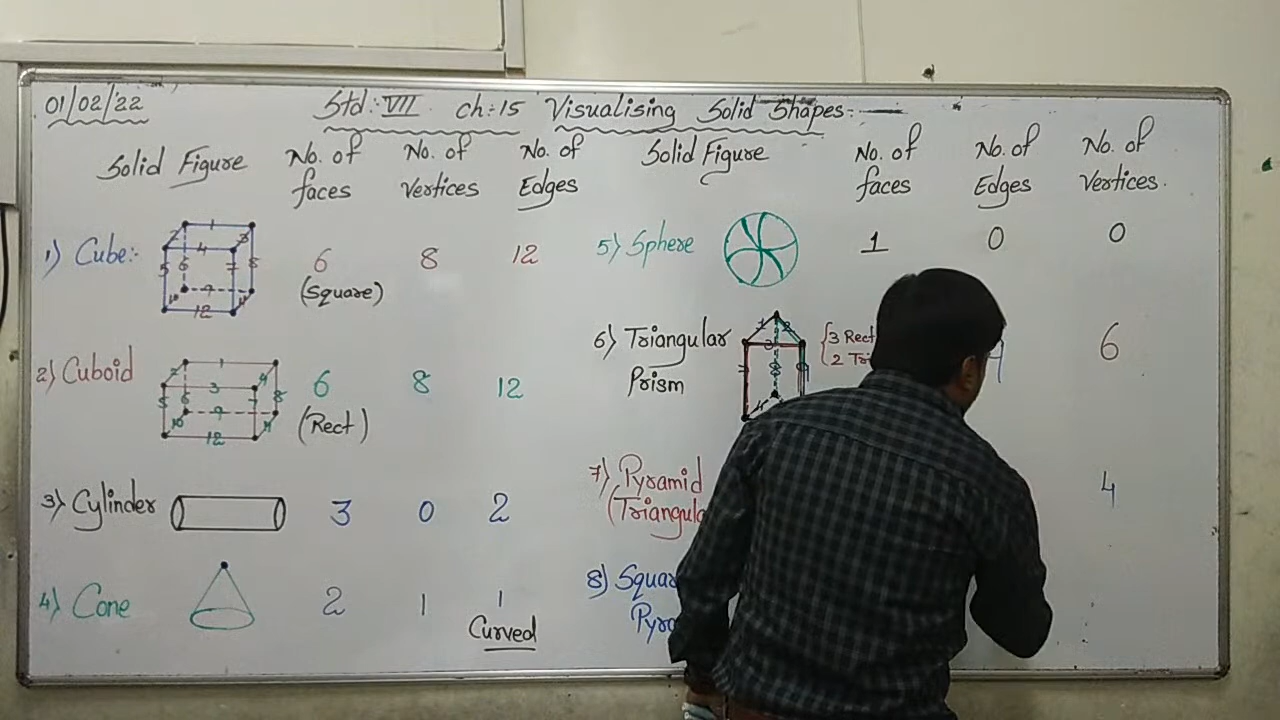 01/02/22
Std: VII. Ch:15 Visualising Solid Shapes:
Solid Figure No. of faces No. of Vertices No. of Edges
1) Cube:- 6 8 12
(Square)
2) Cuboid 6 8 12
(Rect)
3) Cylinder 3 0 2
4) Cone 2 1 1
Curved
Solid Figure No. of faces No. of Edges No. of Vertices.
5) Sphere 1 0 0
6) Triangular 3 Rect 6
Prism 2
7) Pyramid 4
8)